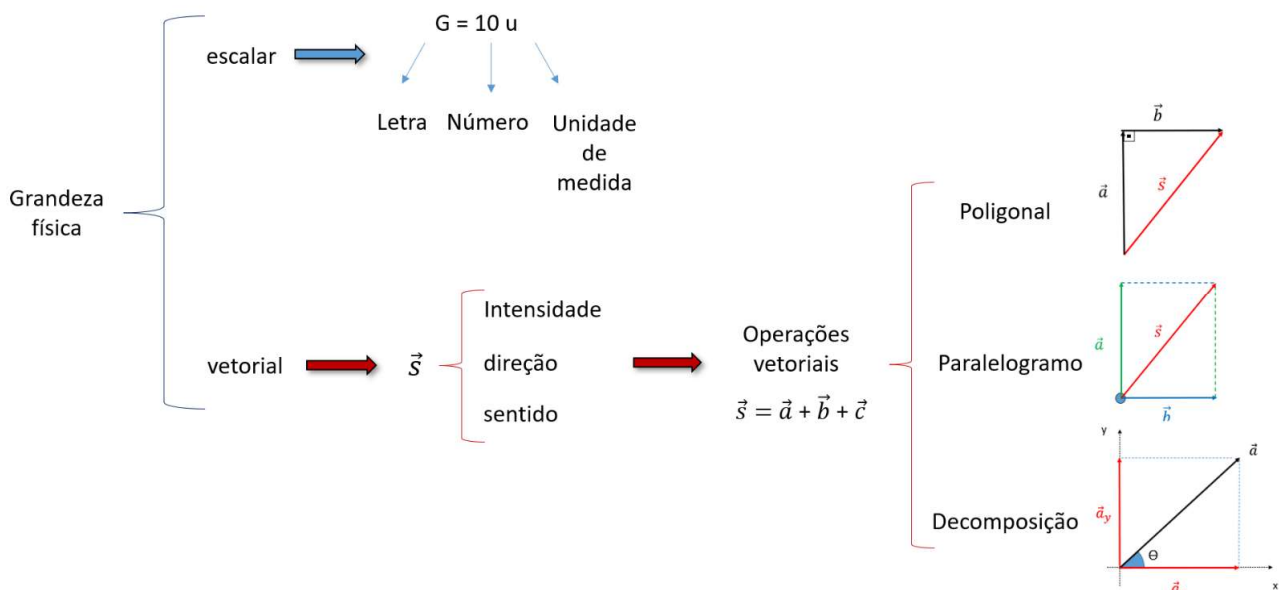 G = 10 u
escalar
Letra
Número
Unidade
de
medida
Grandeza
física
vetorial
s⃗
Intensidade
direção
sentido
Operações
vetoriais
s⃗ = a⃗ + b⃗ + c⃗
Poligonal
b⃗
a⃗
s⃗
Paralelogramo
a⃗
s⃗
b⃗
Decomposição
y
a⃗
a⃗y
Θ
x